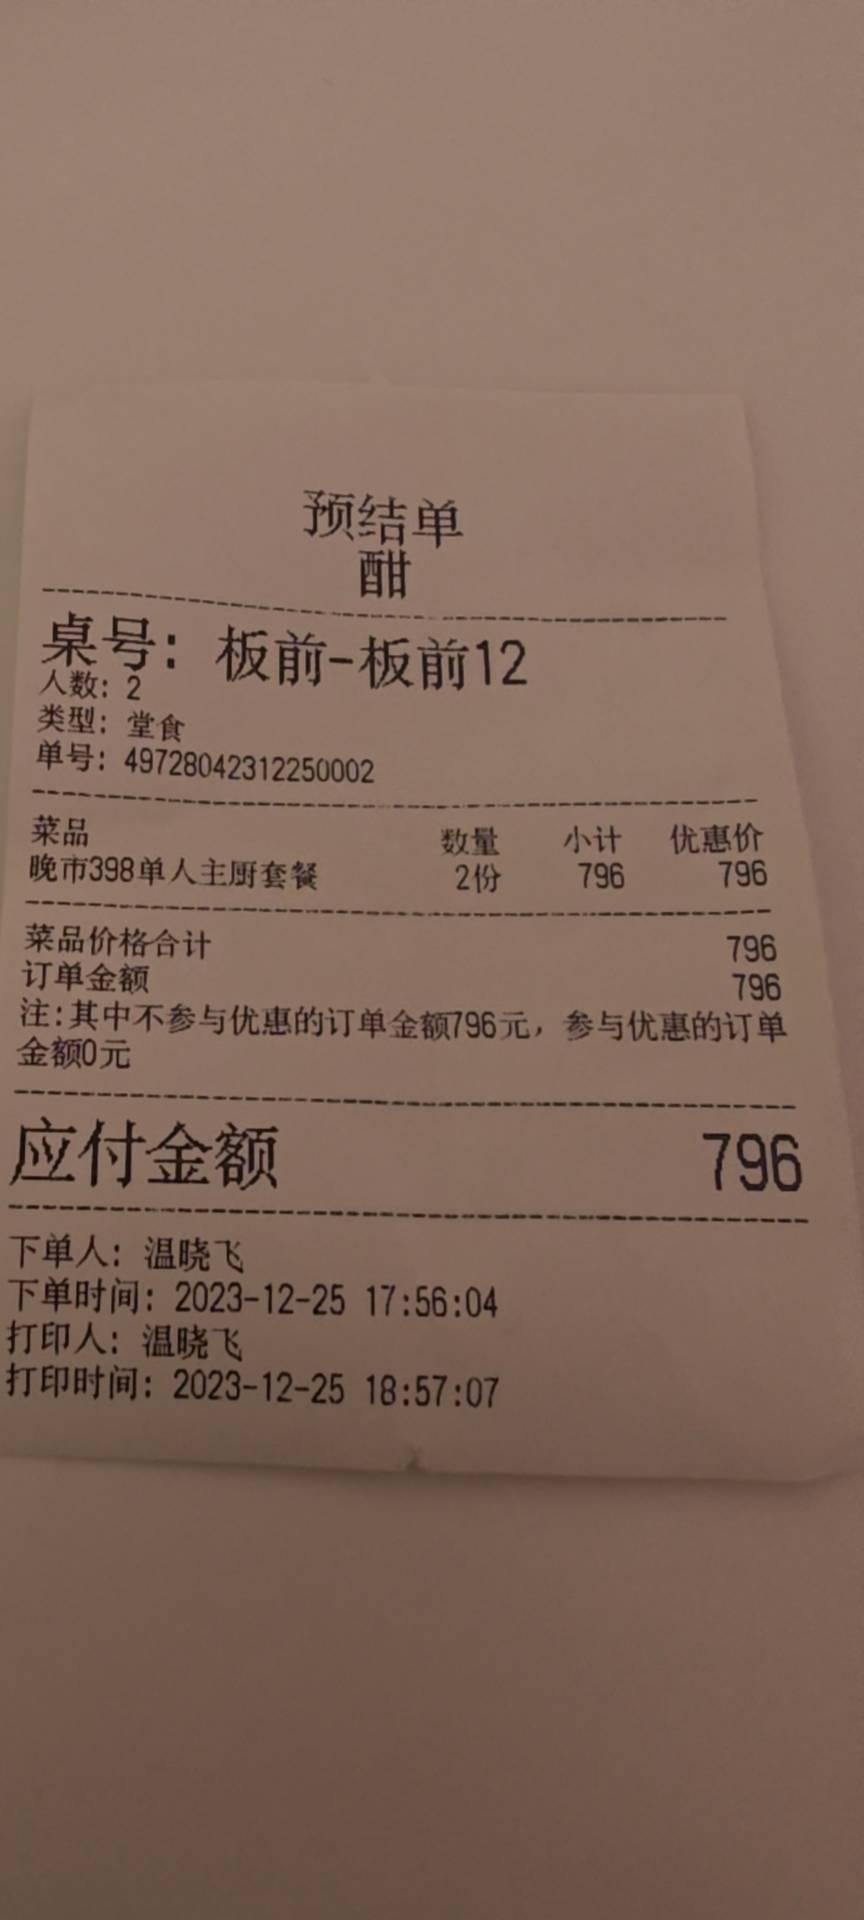 预结单
酣
桌号：板前-板前12
人数：2
类型：堂食
单号：49728042312250002
菜品 数量 小计 优惠价
晚市398单人主厨套餐 2份 796 796
菜品价格合计 796
订单金额 796
注:其中不参与优惠的订单金额796元，参与优惠的订单
金额0元
应付金额 796
下单人：温晓飞
下单时间：2023-12-25 17:56:04
打印人：温晓飞
打印时间：2023-12-25 18:57:07